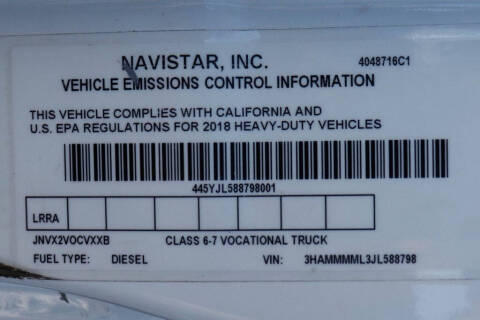 NAVISTAR, INC.
4048716C1
VEHICLE EMISSIONS CONTROL INFORMATION
THIS VEHICLE COMPLIES WITH CALIFORNIA AND
U.S. EPA REGULATIONS FOR 2018 HEAVY-DUTY VEHICLES
445YJL588798001
LRRA
JNVX2VOCVXXB CLASS 6-7 VOCATIONAL TRUCK
FUEL TYPE: DIESEL VIN: 3HAMMMML3JL588798